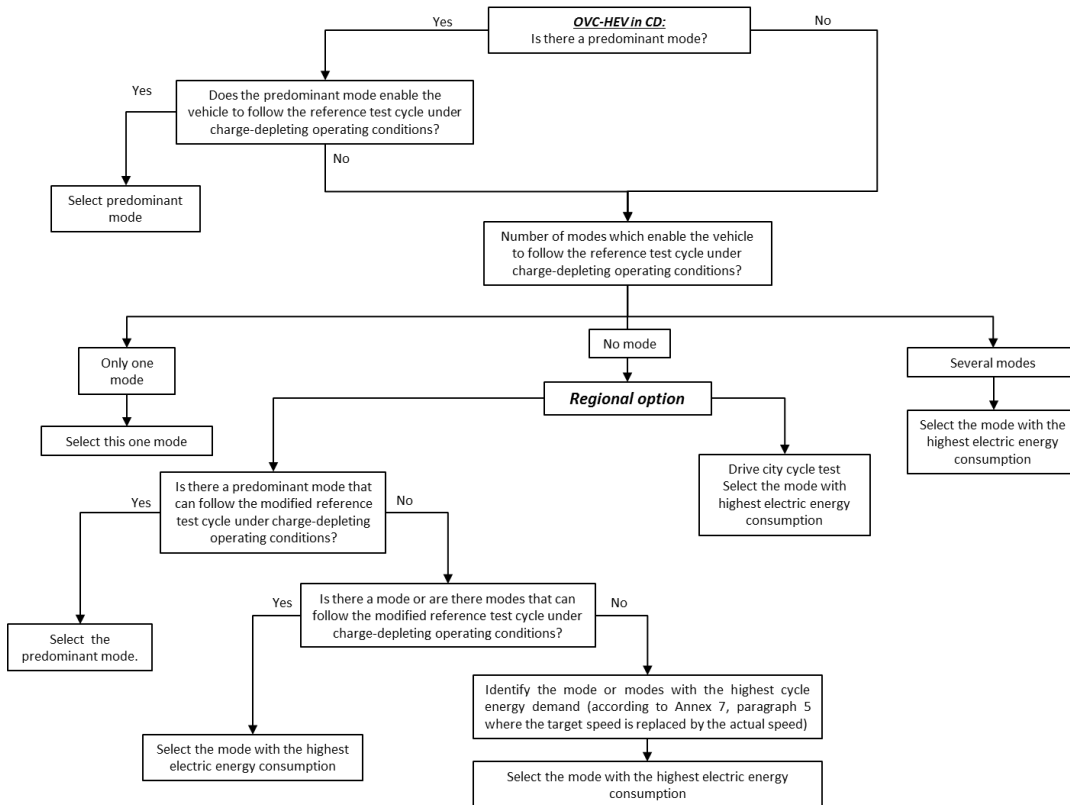 OVC-HEV in CD:
Is there a predominant mode?
Yes
No
Does the predominant mode enable the
vehicle to follow the reference test cycle under
charge-depleting operating conditions?
Yes
No
Select predominant
mode
Number of modes which enable the vehicle
to follow the reference test cycle under
charge-depleting operating conditions?
Only one
mode
No mode
Several modes
Select this one mode
Regional option
Select the mode with the
highest electric energy
consumption
Drive city cycle test
Select the mode with
highest electric energy
consumption
Is there a predominant mode that
can follow the modified reference
test cycle under charge-depleting
operating conditions?
Yes
No
Select the
predominant mode.
Is there a mode or are there modes that can
follow the modified reference test cycle under
charge-depleting operating conditions?
Yes
No
Select the mode with the highest
electric energy consumption
Identify the mode or modes with the highest cycle
energy demand (according to Annex 7, paragraph 5
where the target speed is replaced by the actual speed)
Select the mode with the highest electric energy
consumption